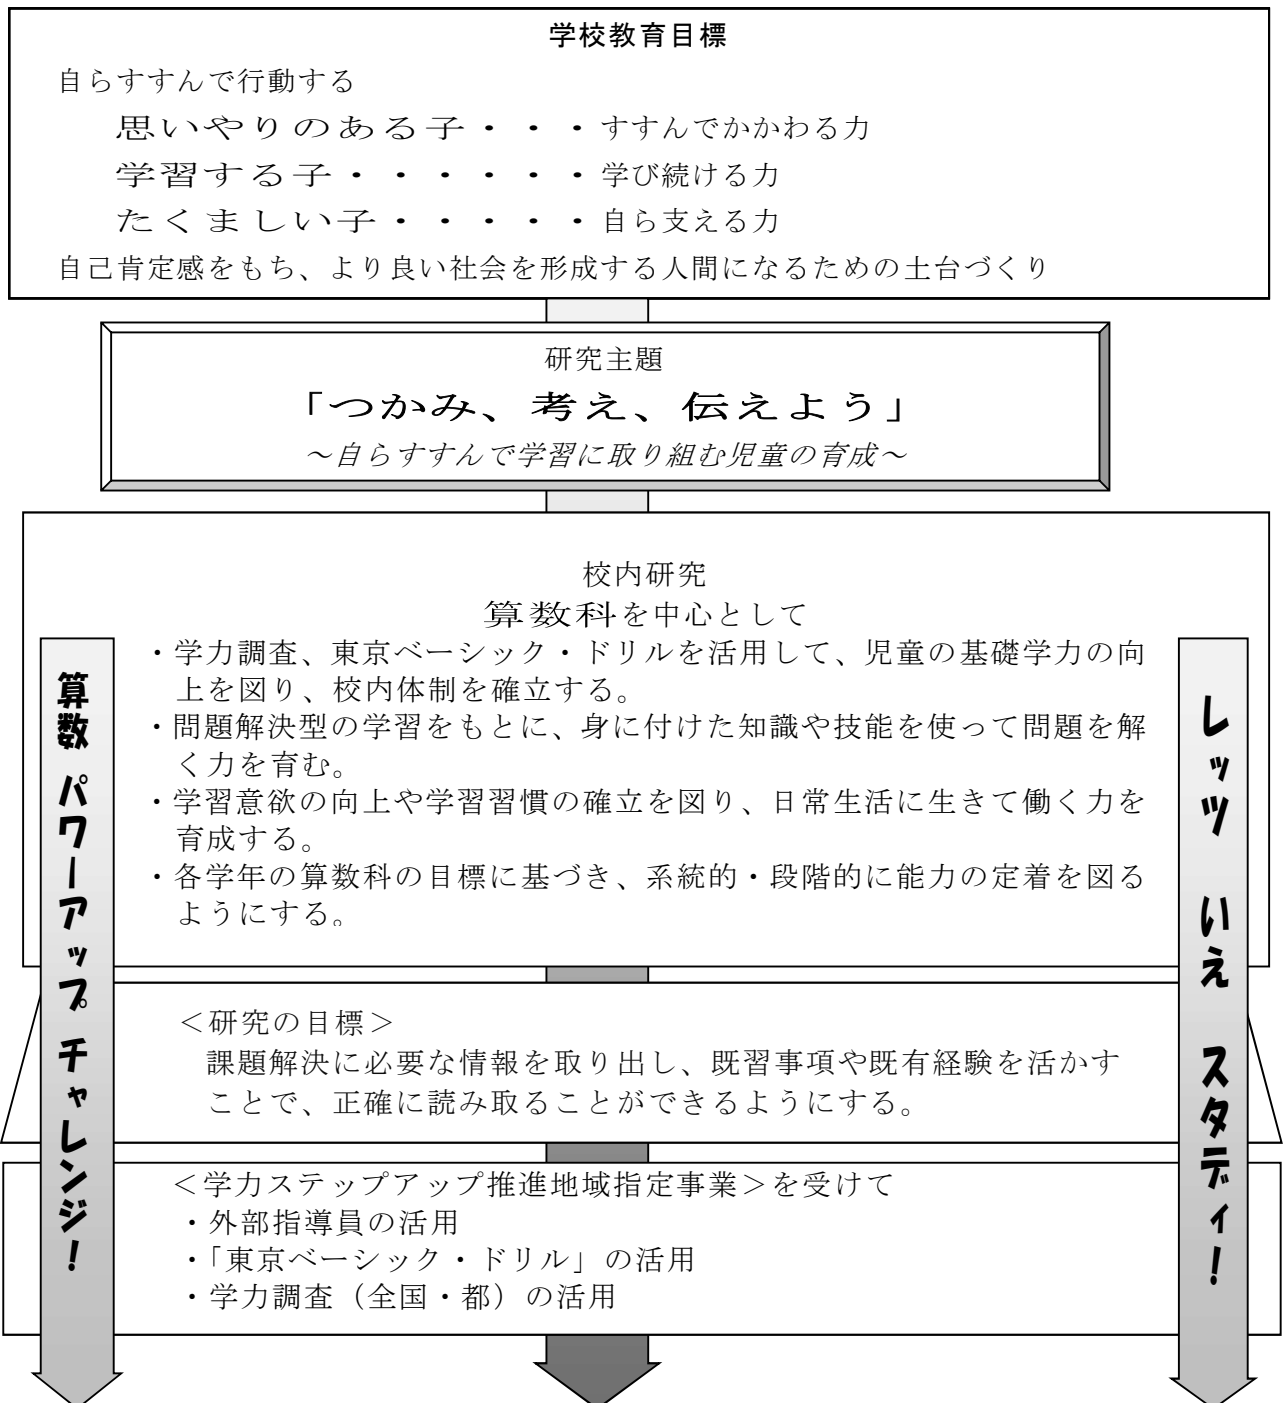 学校教育目標
自らすすんで行動する
思いやりのある子・・・すすんでかかわる力
学習する子・・・・・・学び続ける力
たくましい子・・・・・自ら支える力
自己肯定感をもち、より良い社会を形成する人間になるための土台づくり
研究主題
「つかみ、考え、伝えよう」
～自らすすんで学習に取り組む児童の育成～
校内研究
算数科を中心として
・学力調査、東京ベーシック・ドリルを活用して、児童の基礎学力の向
上を図り、校内体制を確立する。
・問題解決型の学習をもとに、身に付けた知識や技能を使って問題を解
く力を育む。
・学習意欲の向上や学習習慣の確立を図り、日常生活に生きて働く力を
育成する。
・各学年の算数科の目標に基づき、系統的・段階的に能力の定着を図る
ようにする。
算数 パワーアップ チャレンジ！
レッツ いえ スタディ！
＜研究の目標＞
課題解決に必要な情報を取り出し、既習事項や既有経験を活かす
ことで、正確に読み取ることができるようにする。
＜学力ステップアップ推進地域指定事業＞を受けて
・外部指導員の活用
・「東京ベーシック・ドリル」の活用
・学力調査（全国・都）の活用